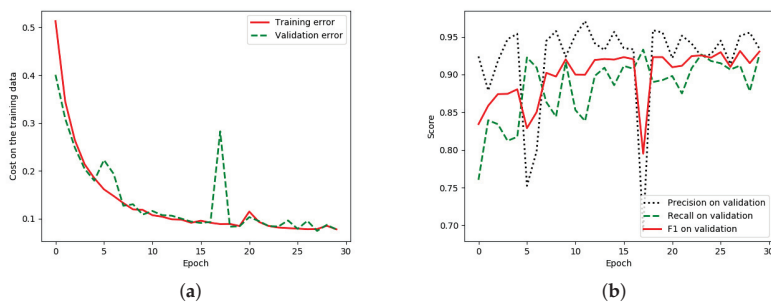 0.5
0.4
0.3
0.2
0.1
0
5
10
15
20
25
30
Cost on the training data
Epoch
Training error
Validation error
(a)
0.95
0.90
0.85
0.80
0.75
0.70
0
5
10
15
20
25
30
Score
Epoch
Precision on validation
Recall on validation
F1 on validation
(b)